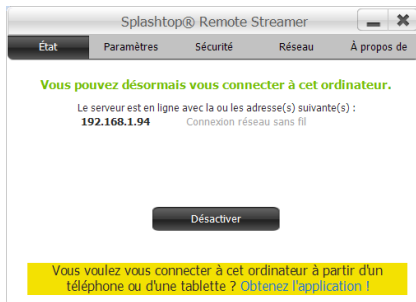 Splashtop® Remote Streamer
État Paramètres Sécurité Réseau À propos de
Vous pouvez désormais vous connecter à cet ordinateur.
Le serveur est en ligne avec la ou les adresse(s) suivante(s) :
192.168.1.94 Connexion réseau sans fil
Désactiver
Vous voulez vous connecter à cet ordinateur à partir d'un
téléphone ou d'une tablette ? Obtenez l'application !